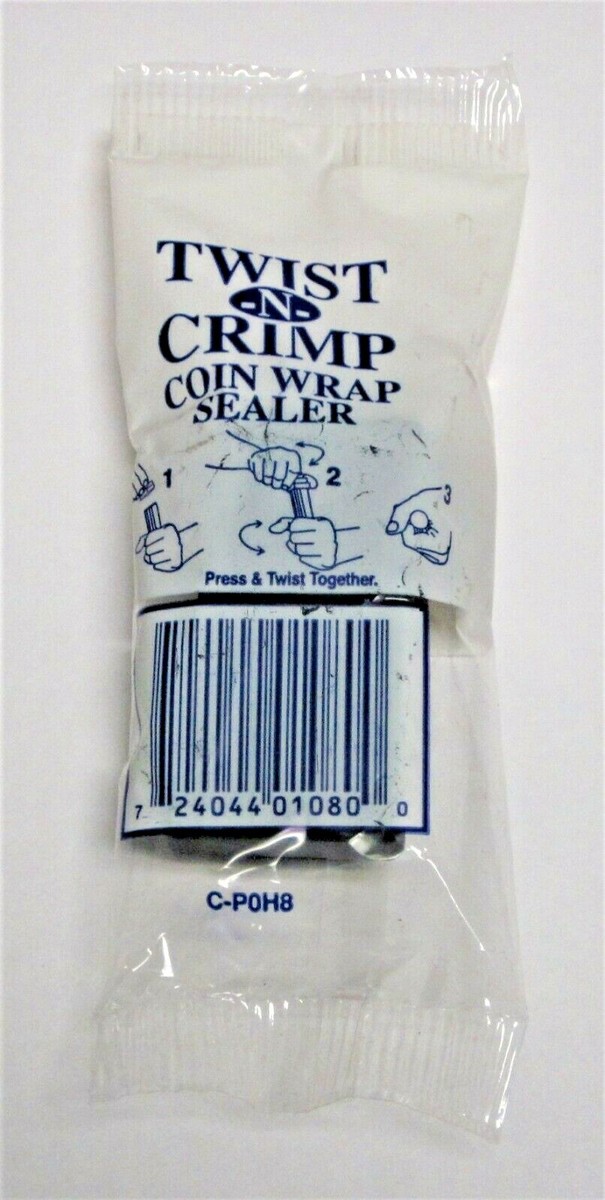 TWIST
-N-
CRIMP
COIN WRAP
SEALER
1
2
3
Press & Twist Together.
7 24044 01080 0
C-P0H8